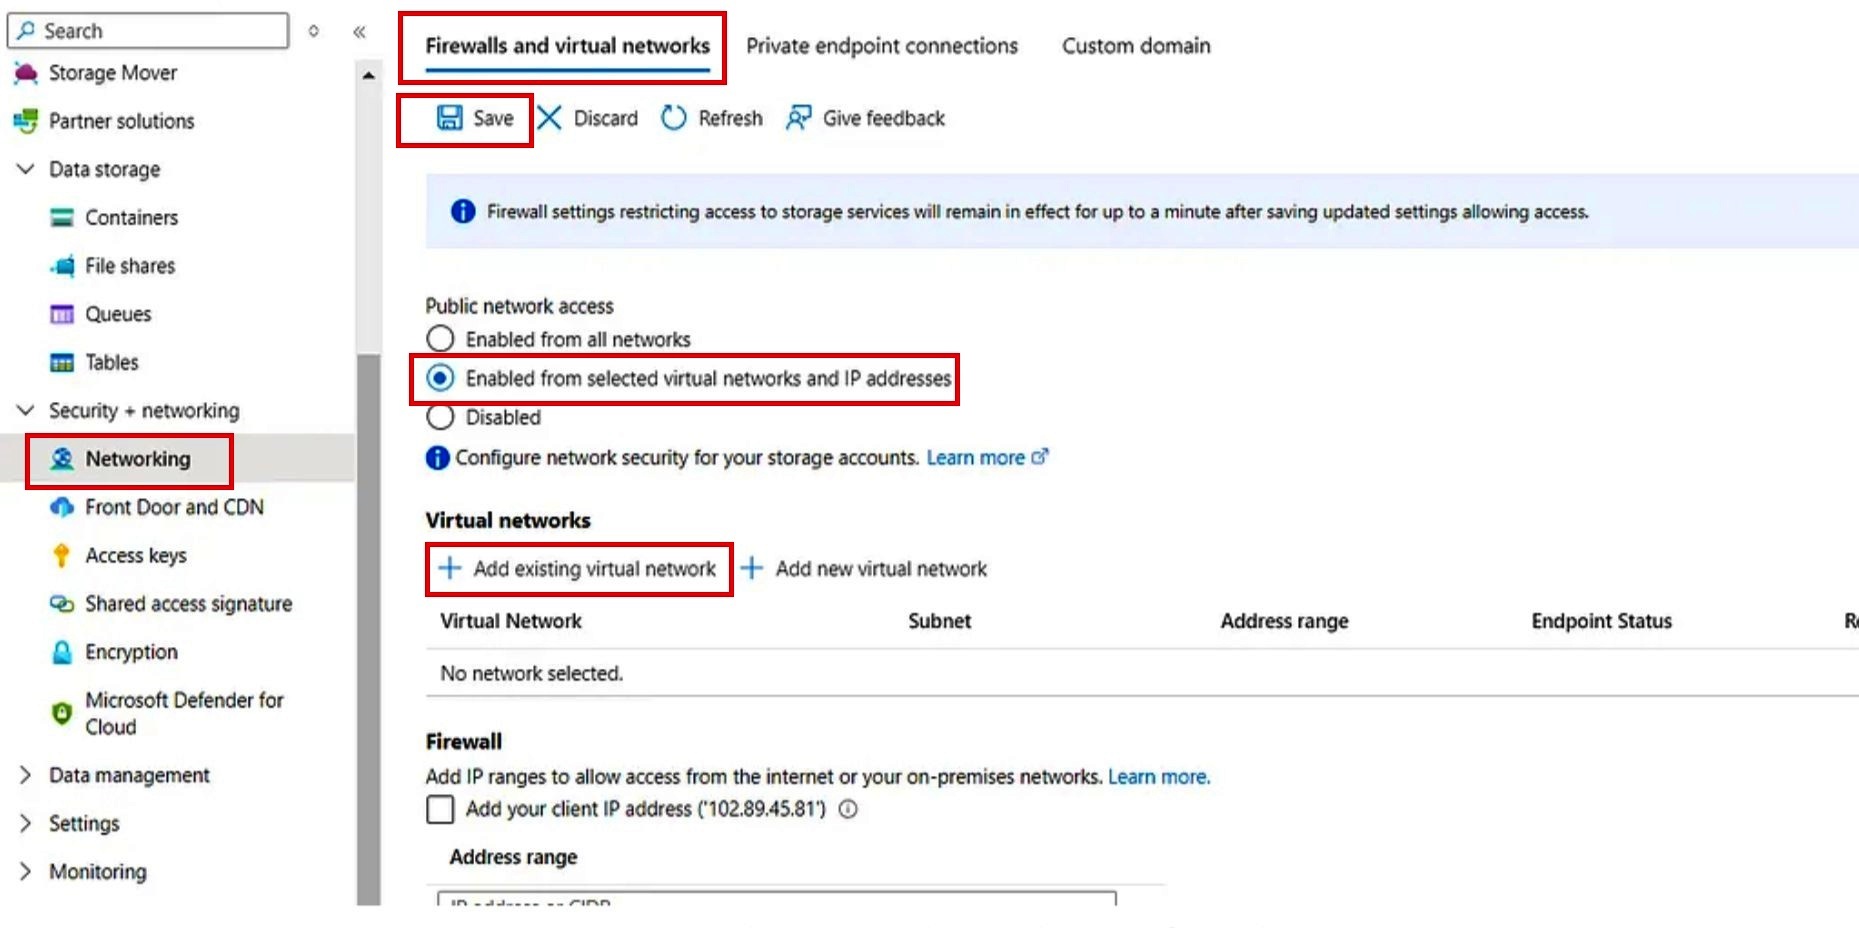 Search
Storage Mover
Partner solutions
Data storage
Containers
File shares
Queues
Tables
Security + networking
Networking
Front Door and CDN
Access keys
Shared access signature
Encryption
Microsoft Defender for
Cloud
Data management
Settings
Monitoring
Firewalls and virtual networks Private endpoint connections Custom domain
Save Discard Refresh Give feedback
Firewall settings restricting access to storage services will remain in effect for up to a minute after saving updated settings allowing access.
Public network access
Enabled from all networks
Enabled from selected virtual networks and IP addresses
Disabled
Configure network security for your storage accounts. Learn more
Virtual networks
+ Add existing virtual network + Add new virtual network
Virtual Network Subnet Address range Endpoint Status
No network selected.
Firewall
Add IP ranges to allow access from the internet or your on-premises networks. Learn more.
Add your client IP address ('102.89.45.81')
Address range
IP address or CIDR